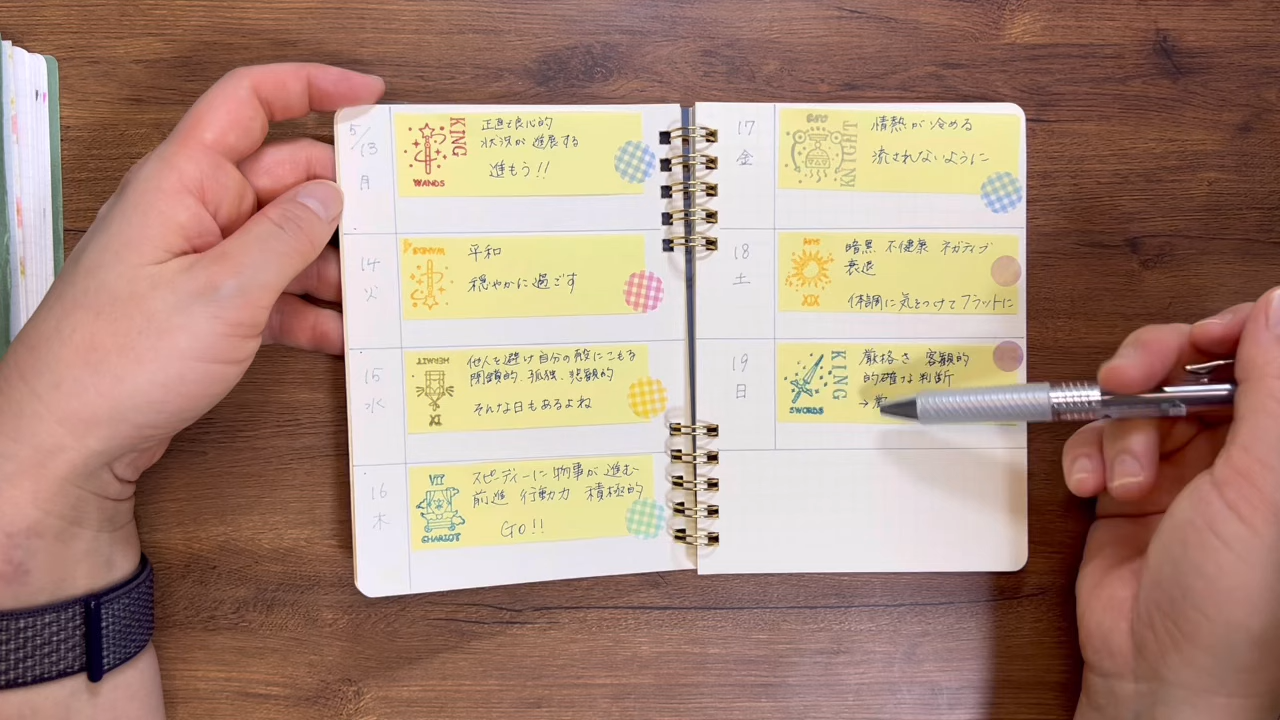 5/13
月
KING
WANDS
正直で良心的
状況が進展する
進もう!!
14
火
WANDS 4
平和
穏やかに過ごす
15
水
HERMIT
IX
他人を避け自分の殻にこもる
閉鎖的、孤独、悲観的
そんな日もあるよね
16
木
VII
CHARIOT
スピーディーに物事が進む
前進 行動力 積極的
GO!!
17
金
CUP
KNIGHT
情熱が冷める
流されないように
18
土
SUN
XIX
暗黒 不健康 ネガティブ
衰退
体調に気をつけてフラットに
19
日
KING
SWORDS
厳格さ 客観的
的確な判断
→